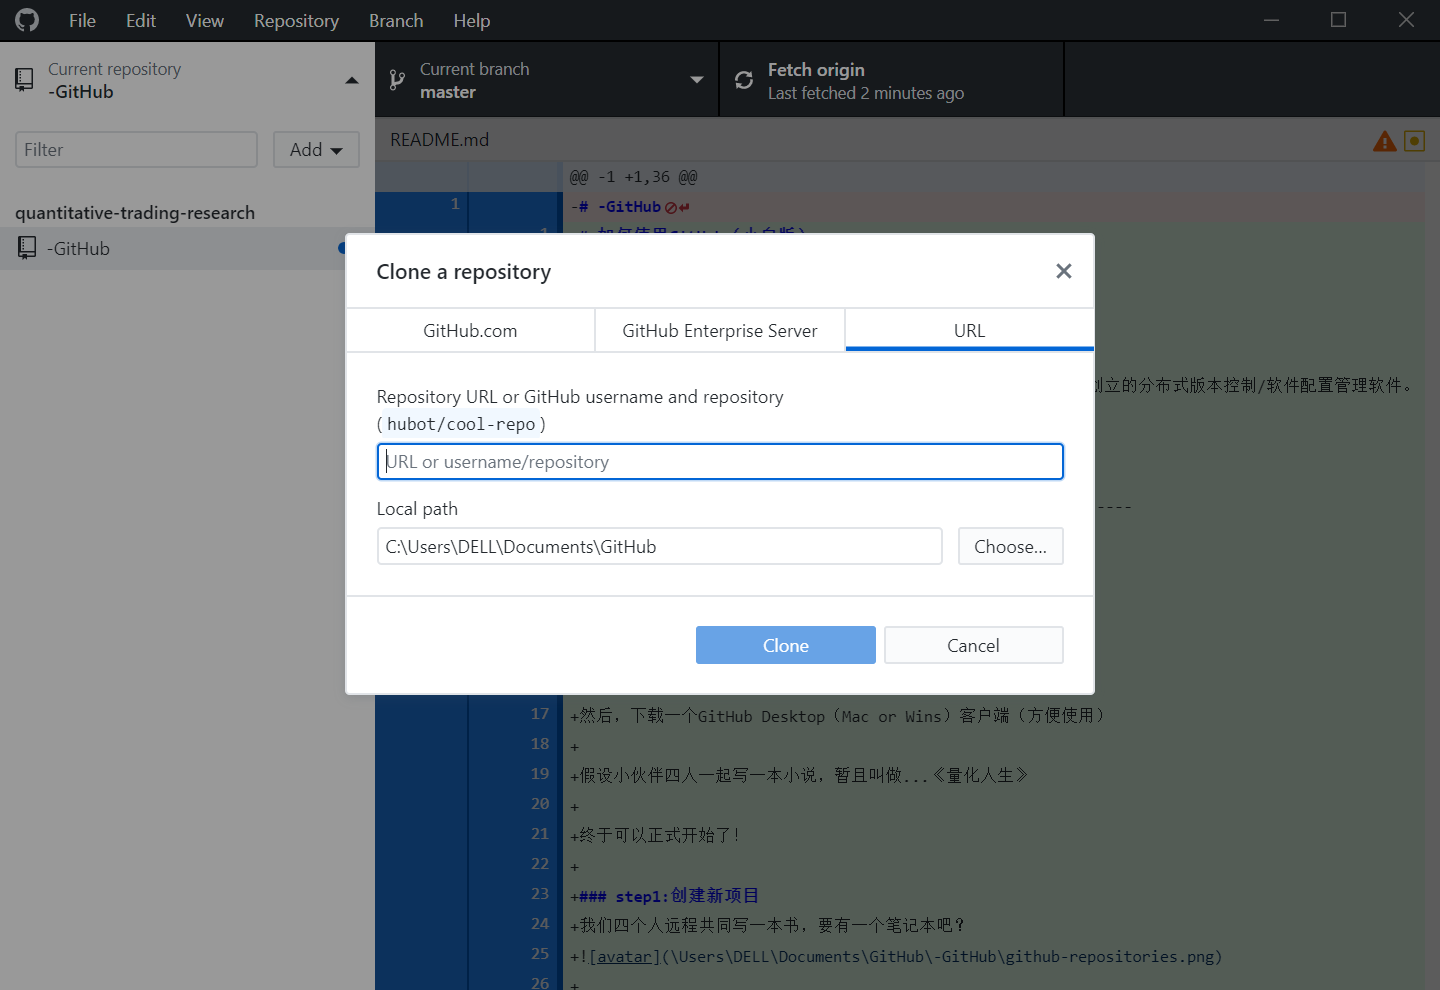 File Edit View Repository Branch Help
Current repository
-GitHub
Current branch
master
Fetch origin
Last fetched 2 minutes ago
Filter
Add
README.md
quantitative-trading-research
-GitHub
@@ -1 +1,36 @@
1 -# -GitHub
Clone a repository
GitHub.com
GitHub Enterprise Server
URL
Repository URL or GitHub username and repository
(hubot/cool-repo)
URL or username/repository
Local path
C:\Users\DELL\Documents\GitHub
Choose...
Clone
Cancel
创立的分布式版本控制/软件配置管理软件。
----
17 +然后，下载一个GitHub Desktop（Mac or Wins）客户端（方便使用）
18 +
19 +假设小伙伴四人一起写一本小说，暂且叫做...《量化人生》
20 +
21 +终于可以正式开始了！
22 +
23 +### step1:创建新项目
24 +我们四个人远程共同写一本书，要有一个笔记本吧？
25 +![avatar](\Users\DELL\Documents\GitHub\-GitHub\github-repositories.png)
26 +